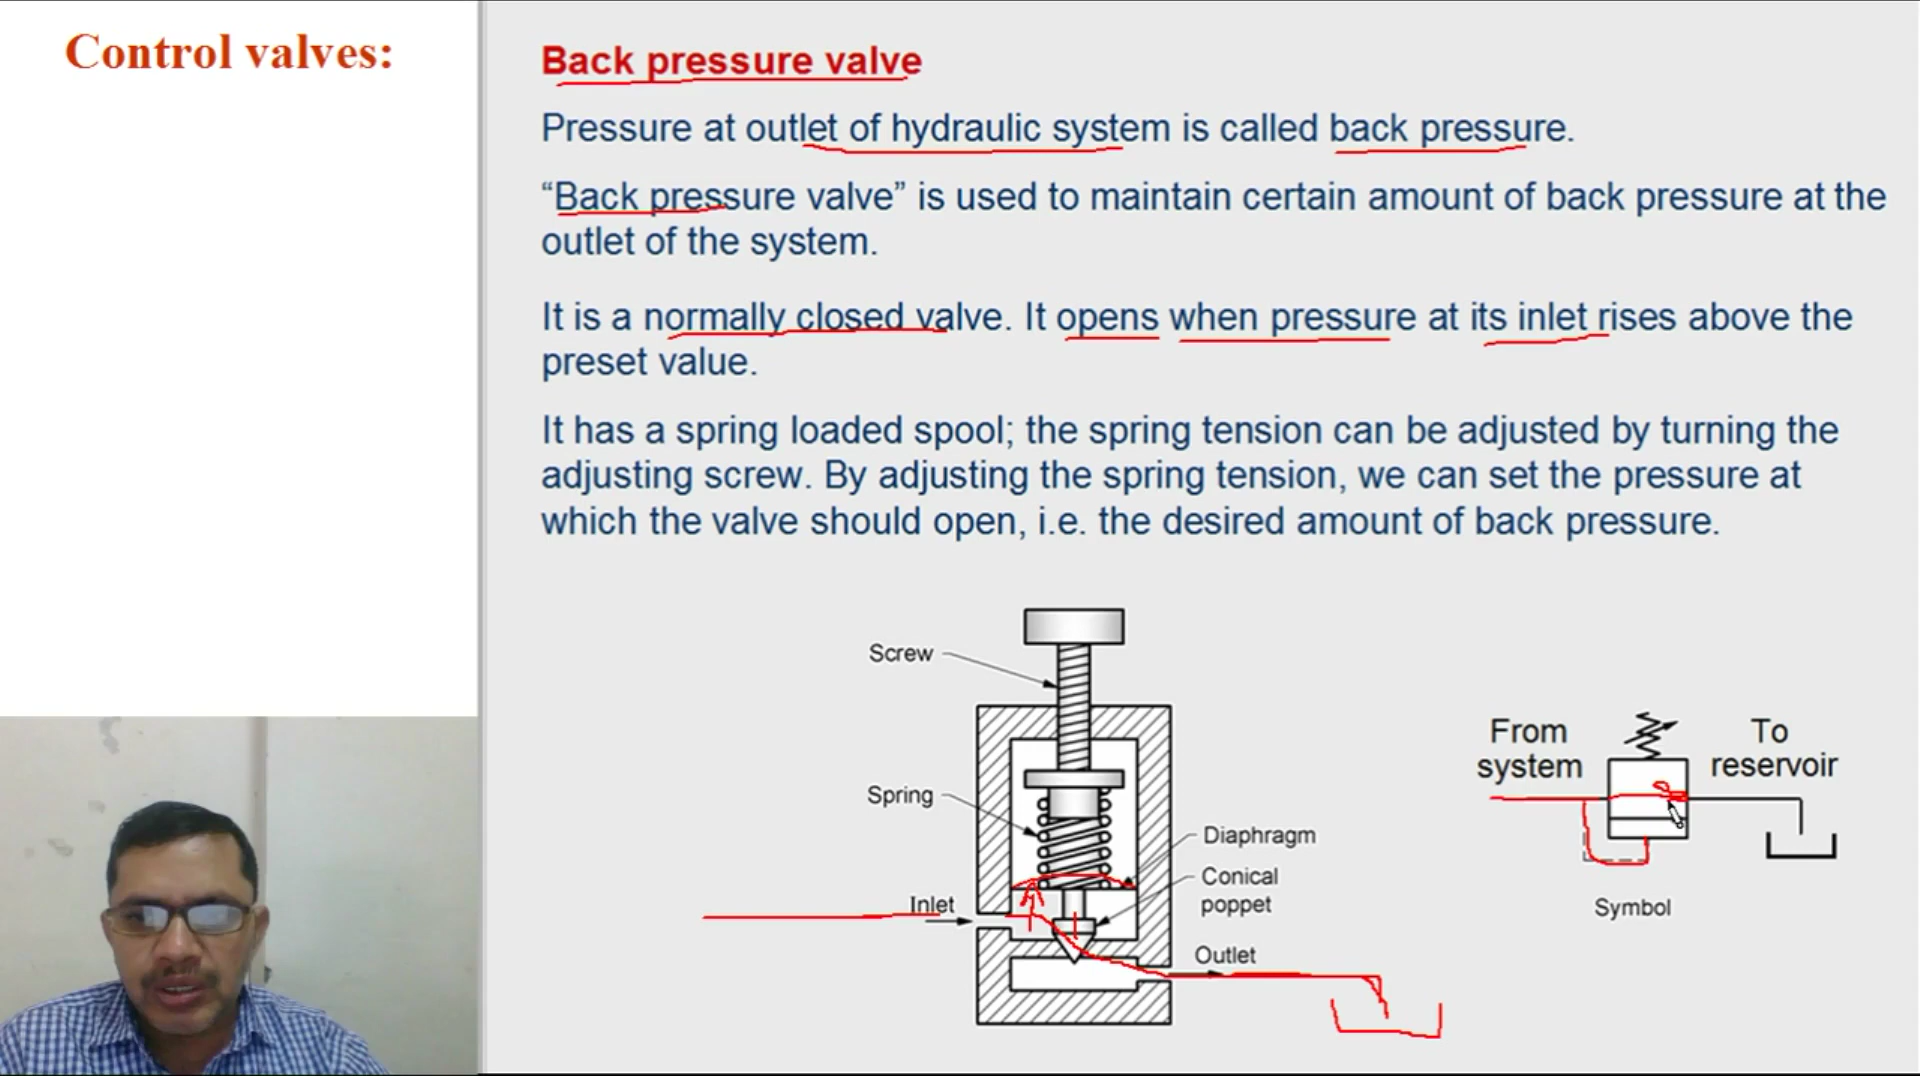 Control valves:
Back pressure valve
Pressure at outlet of hydraulic system is called back pressure.
“Back pressure valve” is used to maintain certain amount of back pressure at the
outlet of the system.
It is a normally closed valve. It opens when pressure at its inlet rises above the
preset value.
It has a spring loaded spool; the spring tension can be adjusted by turning the
adjusting screw. By adjusting the spring tension, we can set the pressure at
which the valve should open, i.e. the desired amount of back pressure.
Screw
Spring
Diaphragm
Conical
poppet
Inlet
Outlet
From
system
To
reservoir
Symbol